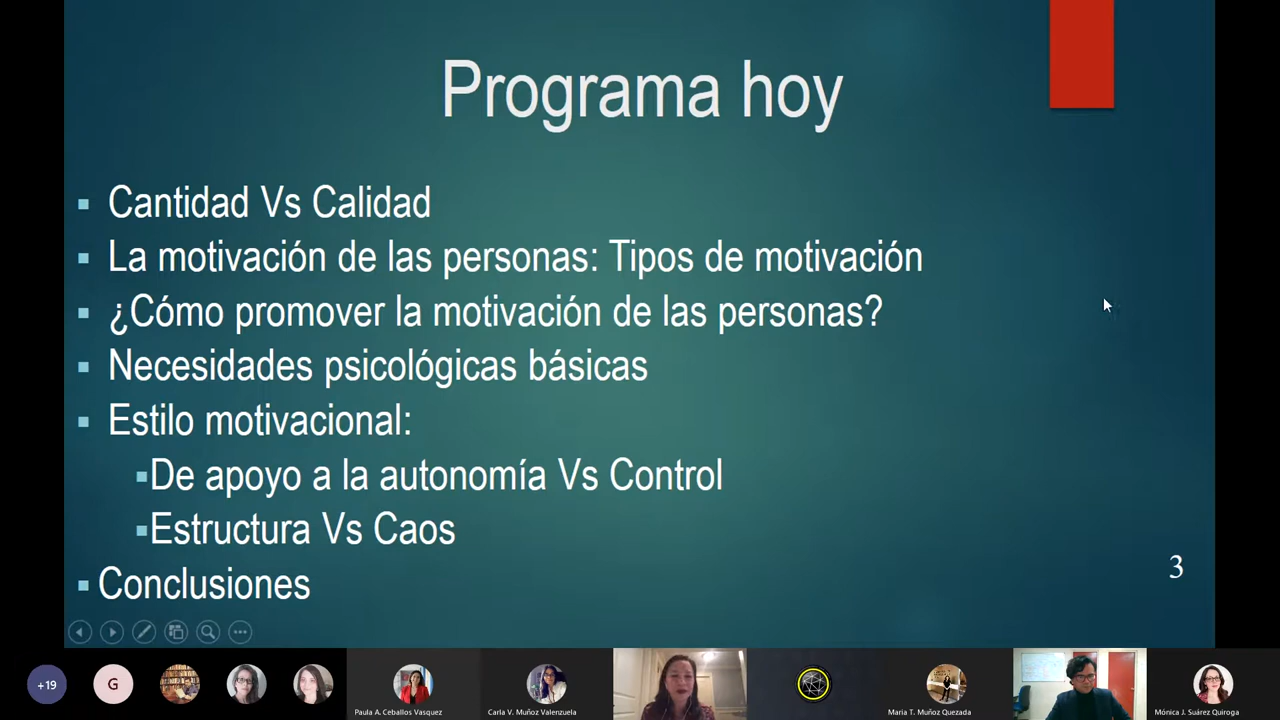 Programa hoy
Cantidad Vs Calidad
La motivación de las personas: Tipos de motivación
¿Cómo promover la motivación de las personas?
Necesidades psicológicas básicas
Estilo motivacional:
De apoyo a la autonomía Vs Control
Estructura Vs Caos
Conclusiones
3
+19
G
Paula A. Ceballos Vasquez
Carla V. Muñoz Valenzuela
Maria T. Muñoz Quezada
Mónica J. Suárez Quiroga